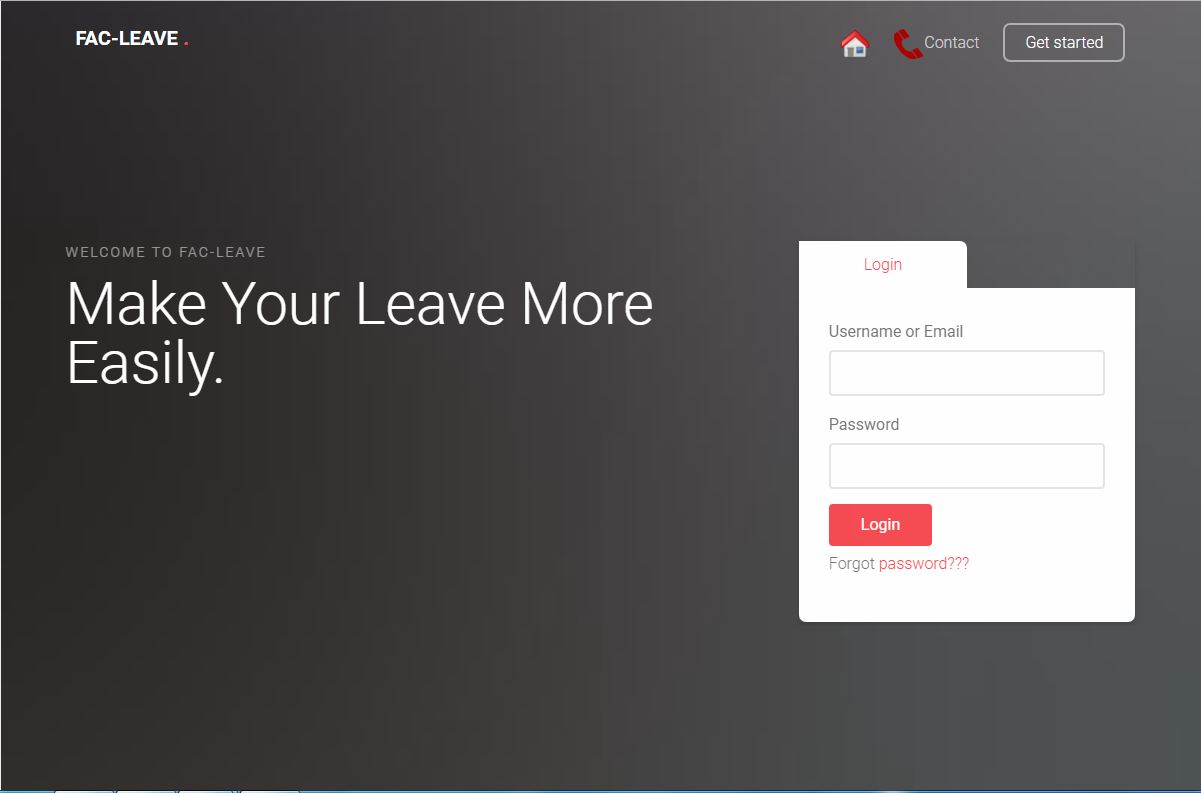 FAC-LEAVE .
Contact
Get started
WELCOME TO FAC-LEAVE
Make Your Leave More
Easily.
Login
Username or Email
Password
Login
Forgot password???